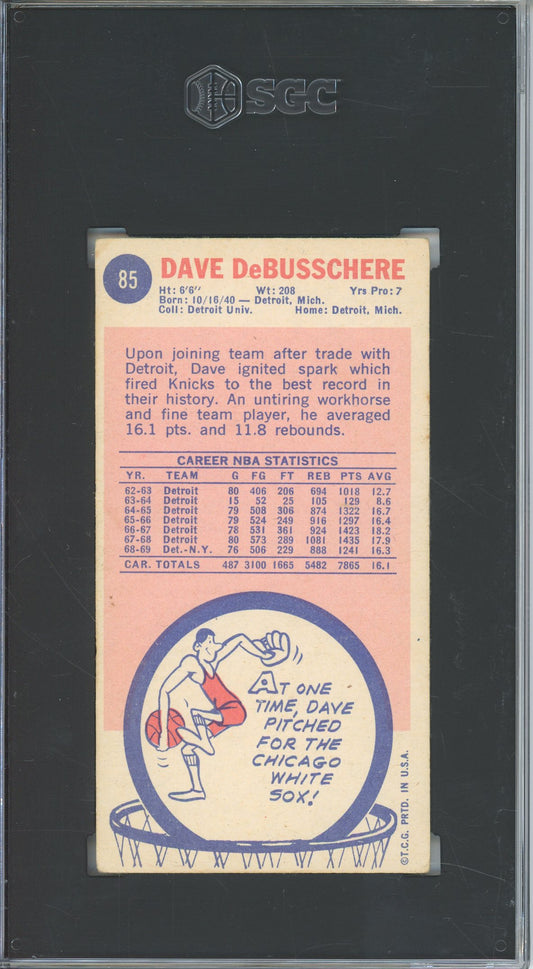 SGC
85
DAVE DeBUSSCHERE
Ht: 6'6" Wt: 208 Yrs Pro: 7
Born: 10/16/40 — Detroit, Mich.
Coll: Detroit Univ. Home: Detroit, Mich.
Upon joining team after trade with
Detroit, Dave ignited spark which
fired Knicks to the best record in
their history. An untiring workhorse
and fine team player, he averaged
16.1 pts. and 11.8 rebounds.
CAREER NBA STATISTICS
YR. TEAM G FG FT REB PTS AVG
62-63 Detroit 80 406 206 694 1018 12.7
63-64 Detroit 15 52 25 105 129 8.6
64-65 Detroit 79 508 306 874 1322 16.7
65-66 Detroit 79 524 249 916 1297 16.4
66-67 Detroit 78 531 361 924 1423 18.2
67-68 Detroit 80 573 289 1081 1435 17.9
68-69 Det.-N.Y. 76 506 229 888 1241 16.3
CAR. TOTALS 487 3100 1665 5482 7865 16.1
AT ONE
TIME, DAVE
PITCHED
FOR THE
CHICAGO
WHITE
SOX!
©T.C.G. PRTD. IN U.S.A.